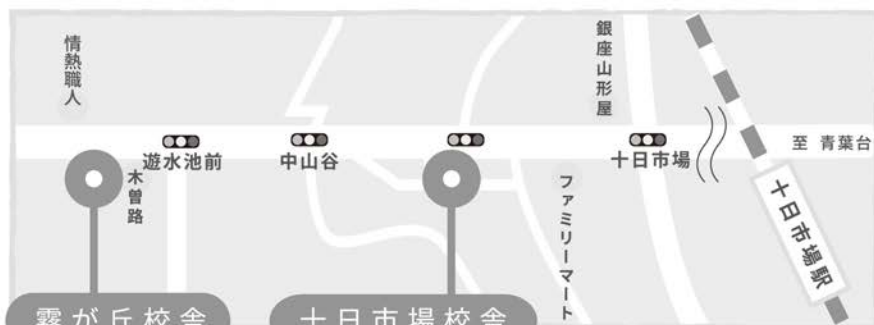 情熱職人
銀座山形屋
遊水池前
中山谷
十日市場
至 青葉台
木曽路
ファミリーマート
十日市場駅
霧が丘校舎
十日市場校舎